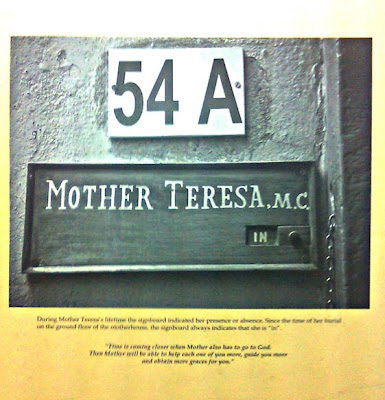 54 A
MOTHER TERESA, M.C.
IN
During Mother Teresa's lifetime the signboard indicated her presence or absence. Since the time of her burial
on the ground floor of the motherhouse, the signboard always indicates that she is "in".
"Time is coming closer when Mother also has to go to God.
Then Mother will be able to help each one of you more, guide you more
and obtain more graces for you."